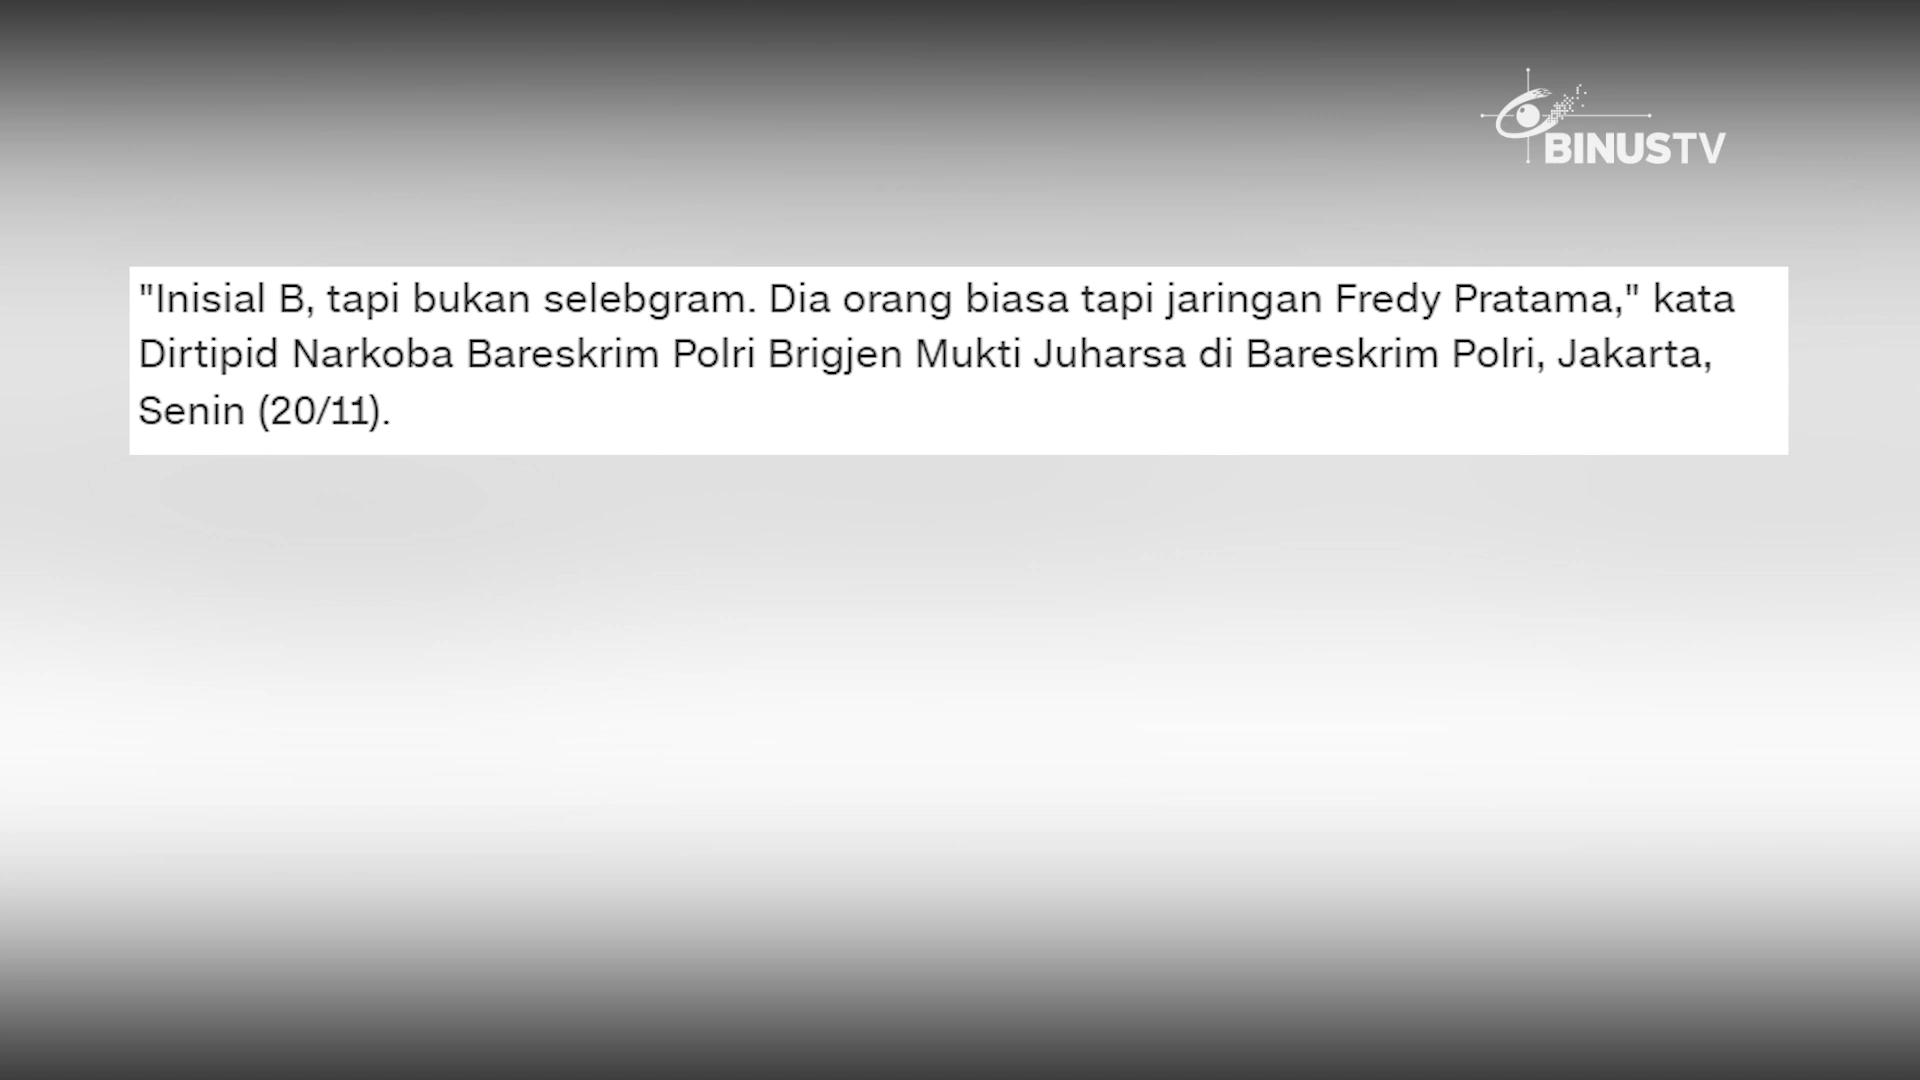 BINUSTV
"Inisial B, tapi bukan selebgram. Dia orang biasa tapi jaringan Fredy Pratama," kata
Dirtipid Narkoba Bareskrim Polri Brigjen Mukti Juharsa di Bareskrim Polri, Jakarta,
Senin (20/11).